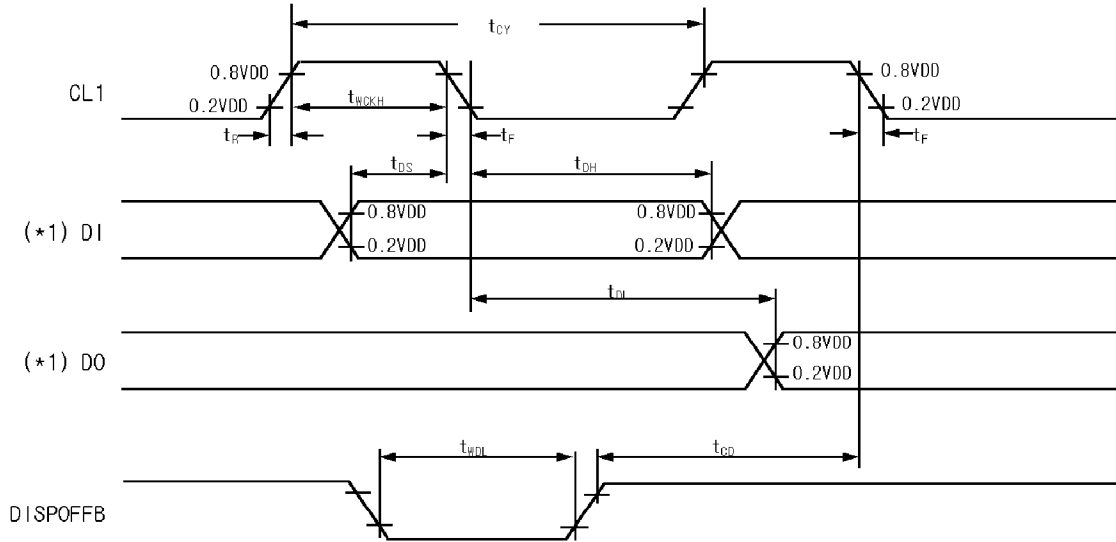 tCY
0.8VDD
0.8VDD
CL1
tWCKH
0.2VDD
0.2VDD
tR
tF
tF
tDS
tDH
0.8VDD
0.8VDD
(*1) DI
0.2VDD
0.2VDD
tDL
0.8VDD
(*1) DO
0.2VDD
tWDL
tCD
DISPOFFB